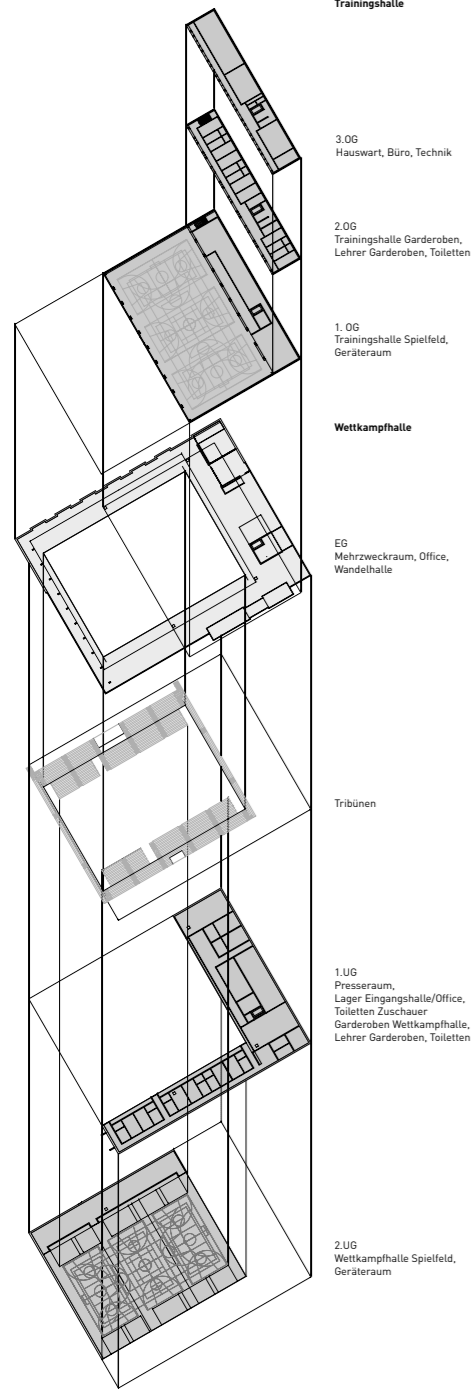 Trainingshalle
3.OG
Hauswart, Büro, Technik
2.OG
Trainingshalle Garderoben,
Lehrer Garderoben, Toiletten
1. OG
Trainingshalle Spielfeld,
Geräteraum
Wettkampfhalle
EG
Mehrzweckraum, Office,
Wandelhalle
Tribünen
1.UG
Presseraum,
Lager Eingangshalle/Office,
Toiletten Zuschauer
Garderoben Wettkampfhalle,
Lehrer Garderoben, Toiletten
2.UG
Wettkampfhalle Spielfeld,
Geräteraum